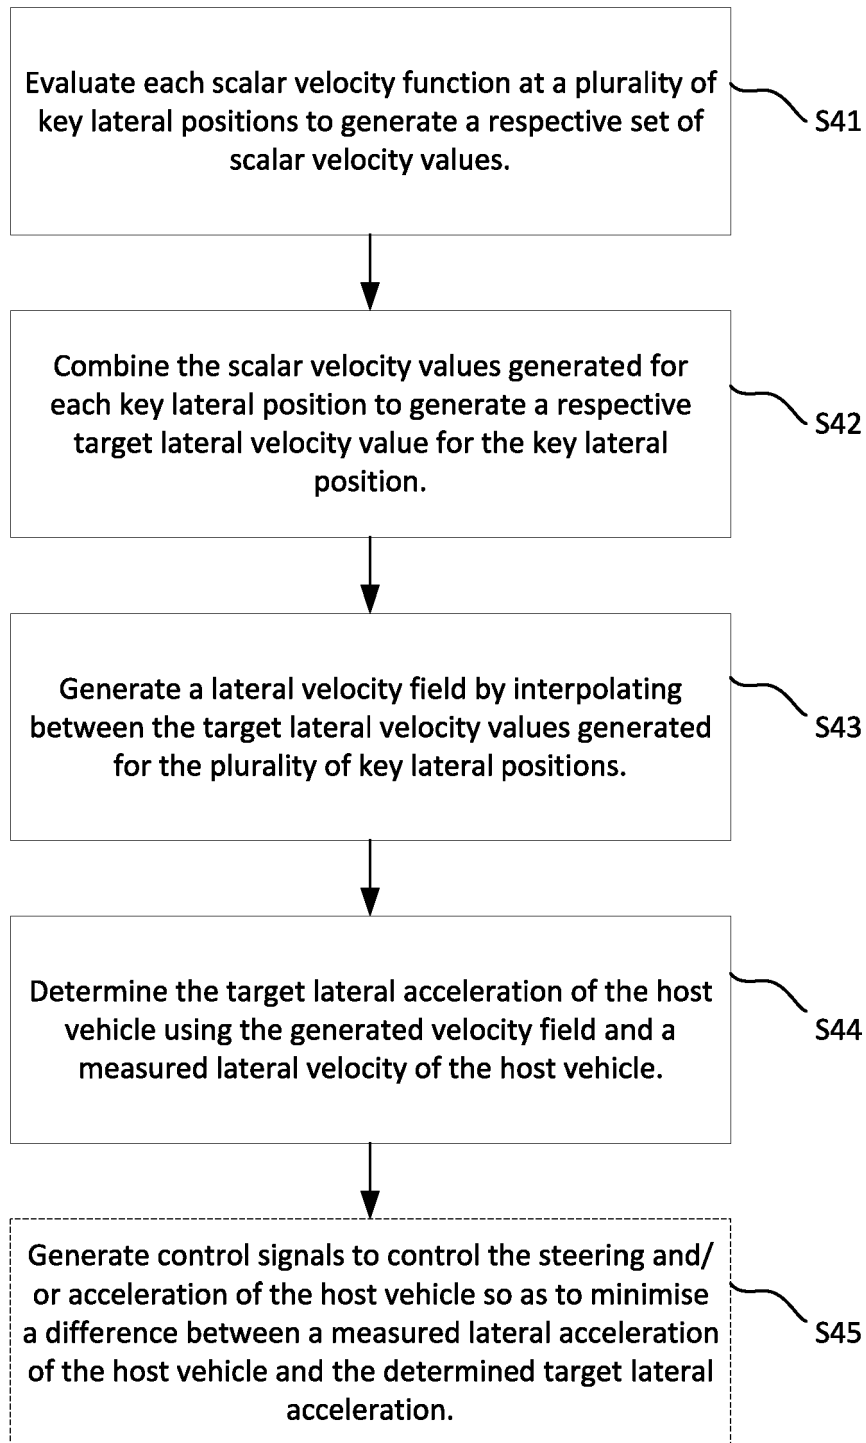 Evaluate each scalar velocity function at a plurality of
key lateral positions to generate a respective set of
scalar velocity values.
S41
Combine the scalar velocity values generated for
each key lateral position to generate a respective
target lateral velocity value for the key lateral
position.
S42
Generate a lateral velocity field by interpolating
between the target lateral velocity values generated
for the plurality of key lateral positions.
S43
Determine the target lateral acceleration of the host
vehicle using the generated velocity field and a
measured lateral velocity of the host vehicle.
S44
Generate control signals to control the steering and/
or acceleration of the host vehicle so as to minimise
a difference between a measured lateral acceleration
of the host vehicle and the determined target lateral
acceleration.
S45